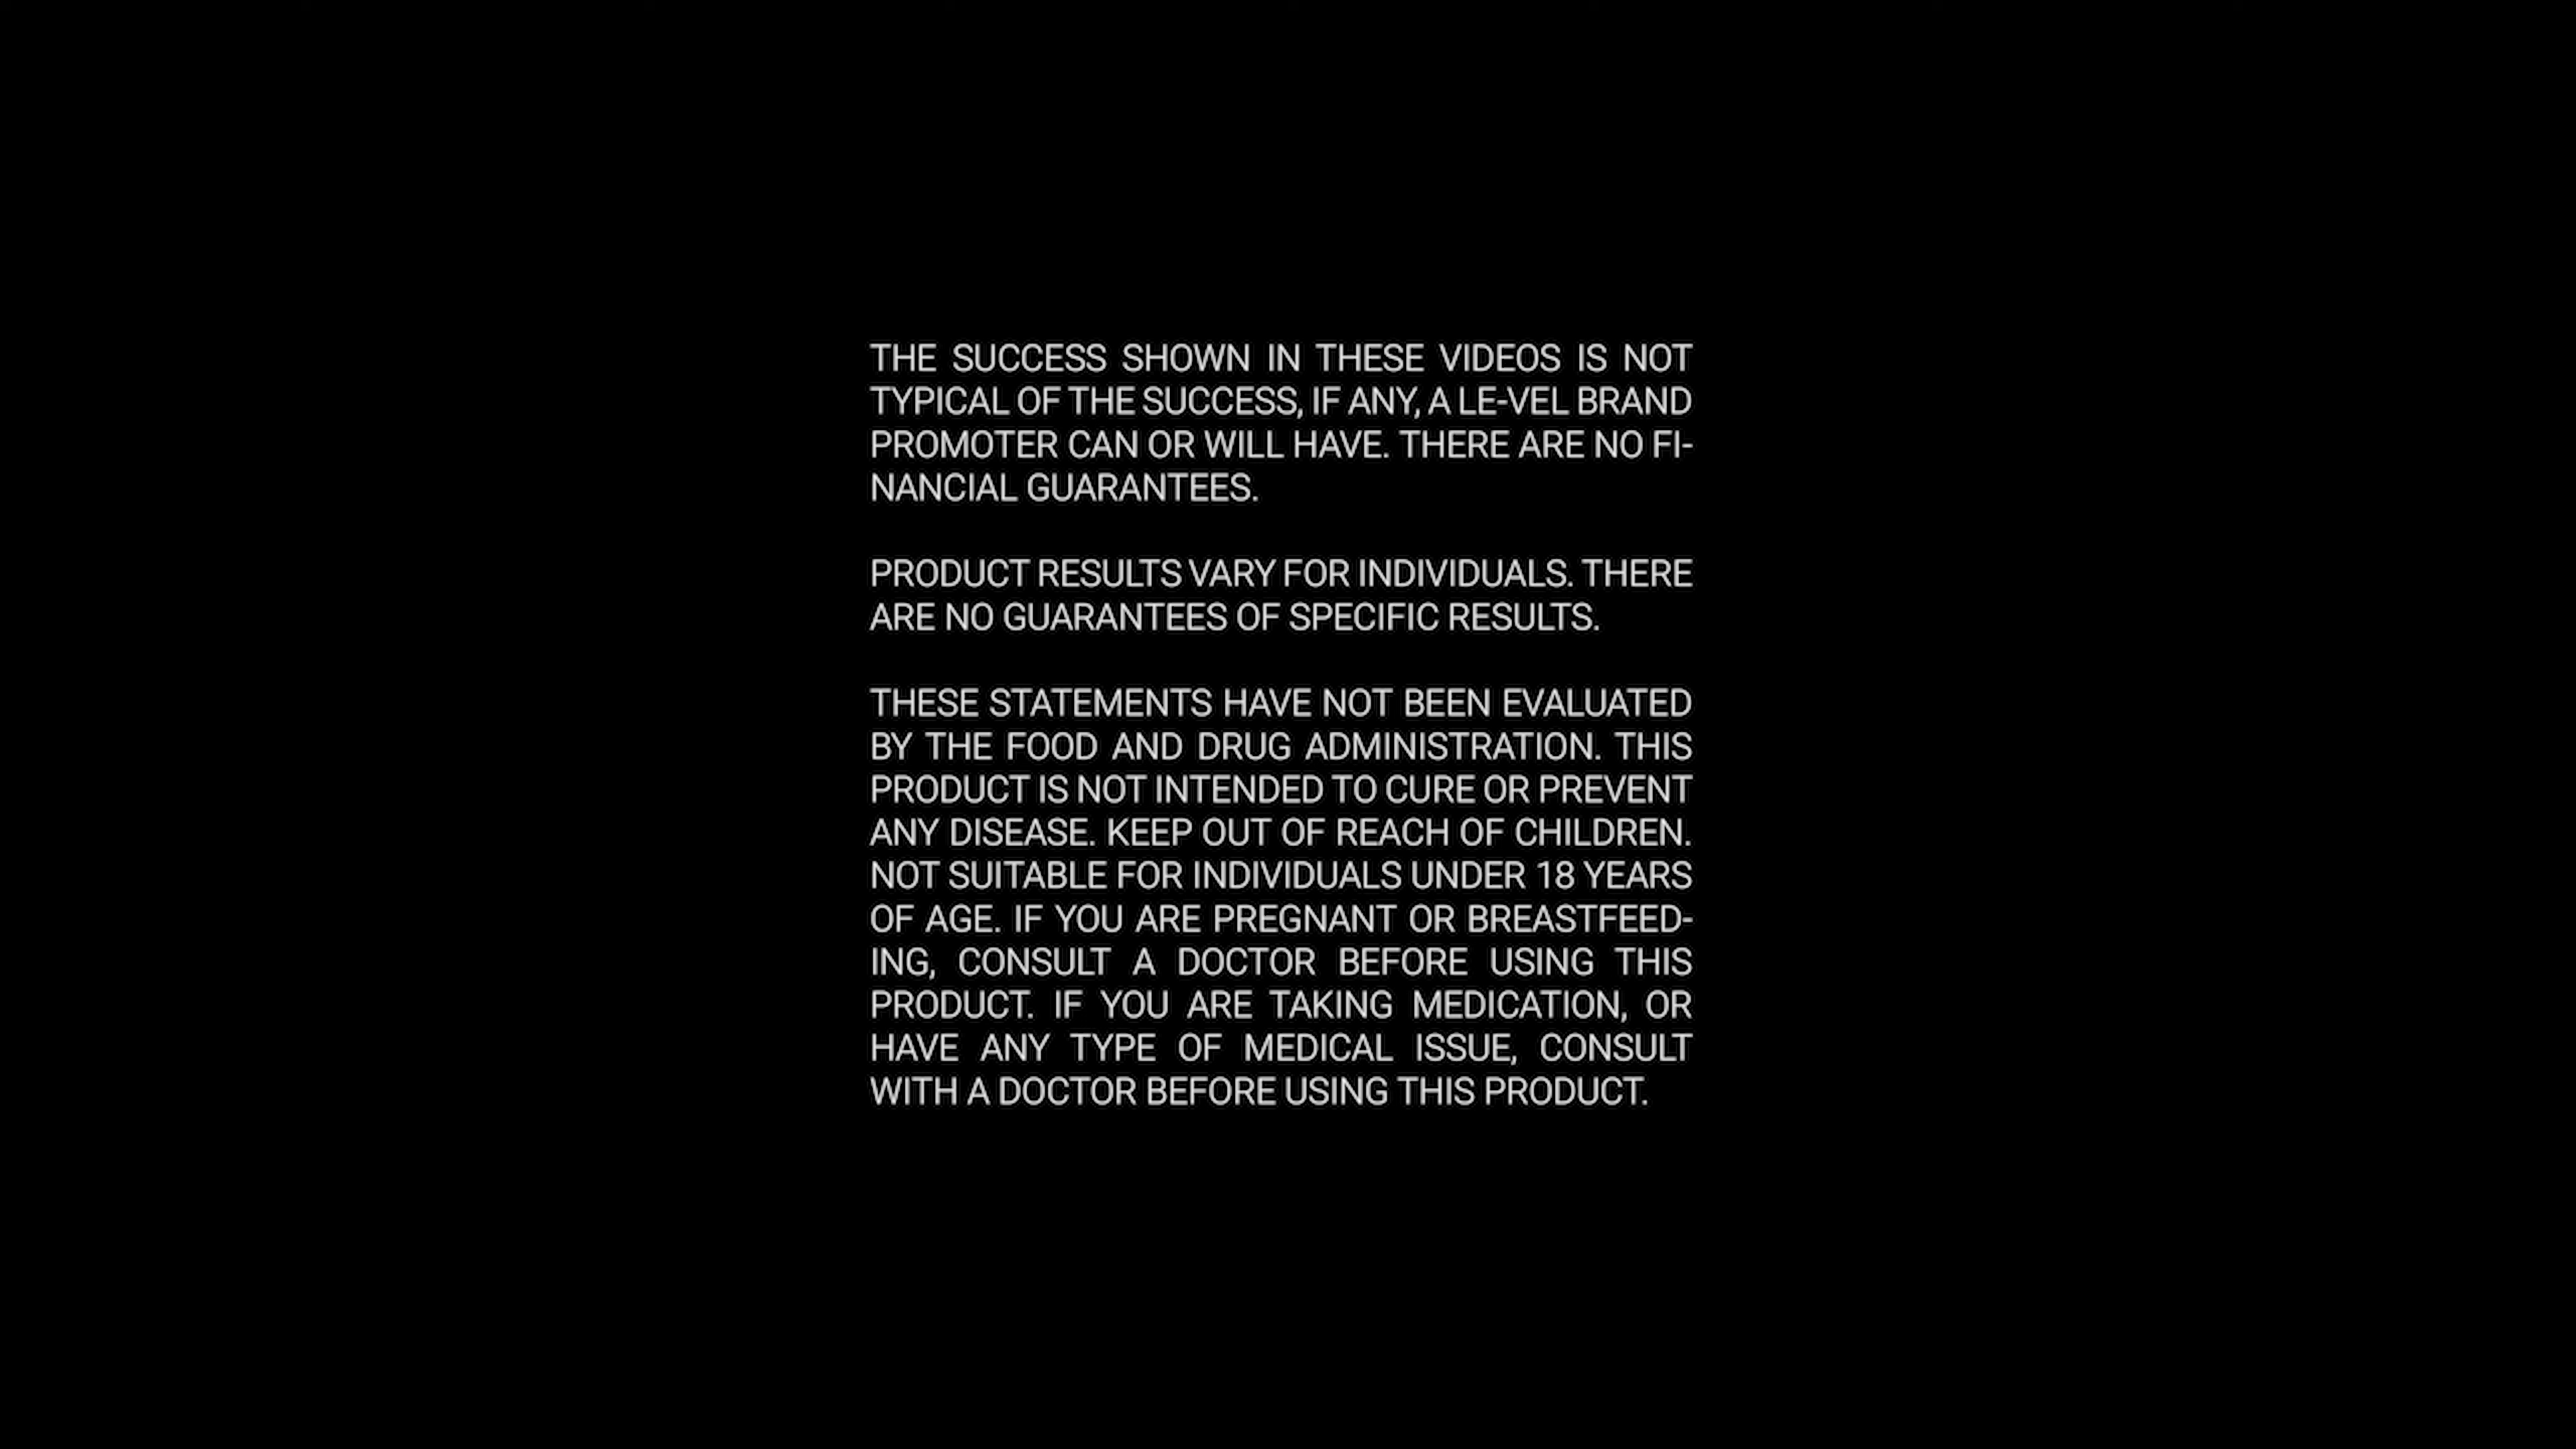 THE SUCCESS SHOWN IN THESE VIDEOS IS NOT
TYPICAL OF THE SUCCESS, IF ANY, A LE-VEL BRAND
PROMOTER CAN OR WILL HAVE. THERE ARE NO FI-
NANCIAL GUARANTEES.
PRODUCT RESULTS VARY FOR INDIVIDUALS. THERE
ARE NO GUARANTEES OF SPECIFIC RESULTS.
THESE STATEMENTS HAVE NOT BEEN EVALUATED
BY THE FOOD AND DRUG ADMINISTRATION. THIS
PRODUCT IS NOT INTENDED TO CURE OR PREVENT
ANY DISEASE. KEEP OUT OF REACH OF CHILDREN.
NOT SUITABLE FOR INDIVIDUALS UNDER 18 YEARS
OF AGE. IF YOU ARE PREGNANT OR BREASTFEED-
ING, CONSULT A DOCTOR BEFORE USING THIS
PRODUCT. IF YOU ARE TAKING MEDICATION, OR
HAVE ANY TYPE OF MEDICAL ISSUE, CONSULT
WITH A DOCTOR BEFORE USING THIS PRODUCT.